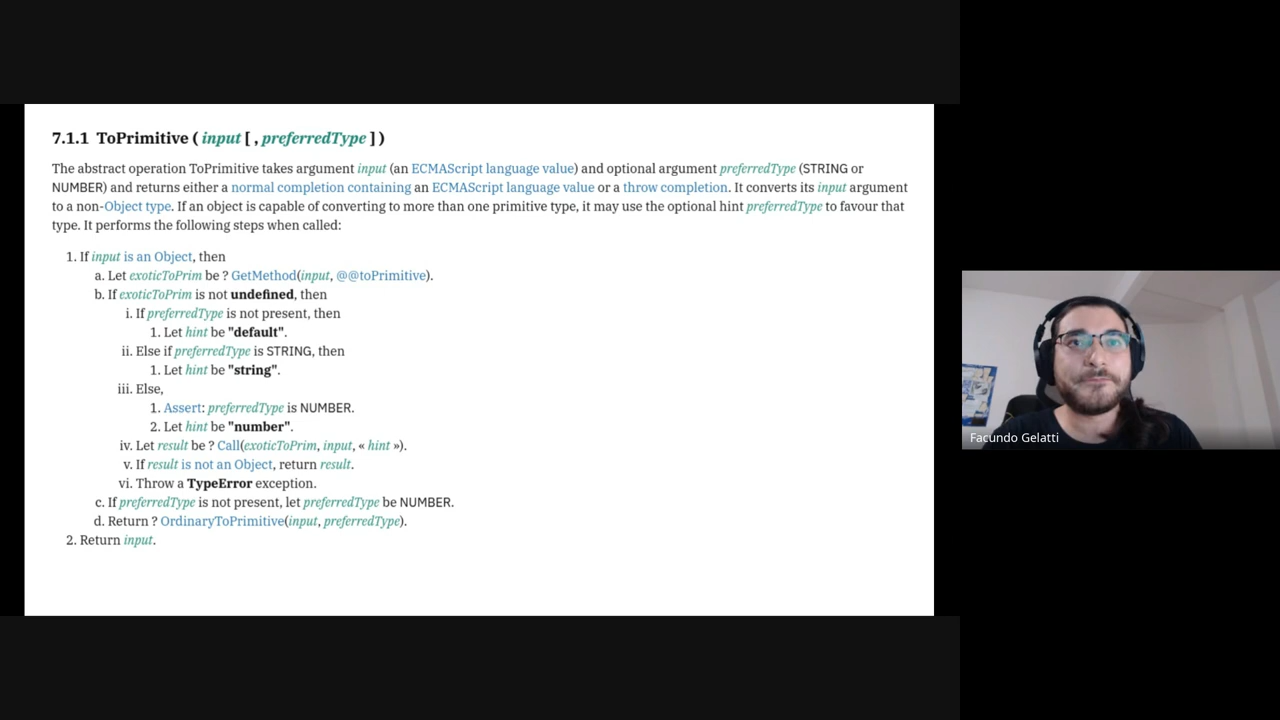 7.1.1 ToPrimitive ( input [ , preferredType ] )
The abstract operation ToPrimitive takes argument input (an ECMAScript language value) and optional argument preferredType (STRING or
NUMBER) and returns either a normal completion containing an ECMAScript language value or a throw completion. It converts its input argument
to a non-Object type. If an object is capable of converting to more than one primitive type, it may use the optional hint preferredType to favour that
type. It performs the following steps when called:
1. If input is an Object, then
a. Let exoticToPrim be ? GetMethod(input, @@toPrimitive).
b. If exoticToPrim is not undefined, then
i. If preferredType is not present, then
1. Let hint be "default".
ii. Else if preferredType is STRING, then
1. Let hint be "string".
iii. Else,
1. Assert: preferredType is NUMBER.
2. Let hint be "number".
iv. Let result be ? Call(exoticToPrim, input, « hint »).
v. If result is not an Object, return result.
vi. Throw a TypeError exception.
c. If preferredType is not present, let preferredType be NUMBER.
d. Return ? OrdinaryToPrimitive(input, preferredType).
2. Return input.
Facundo Gelatti